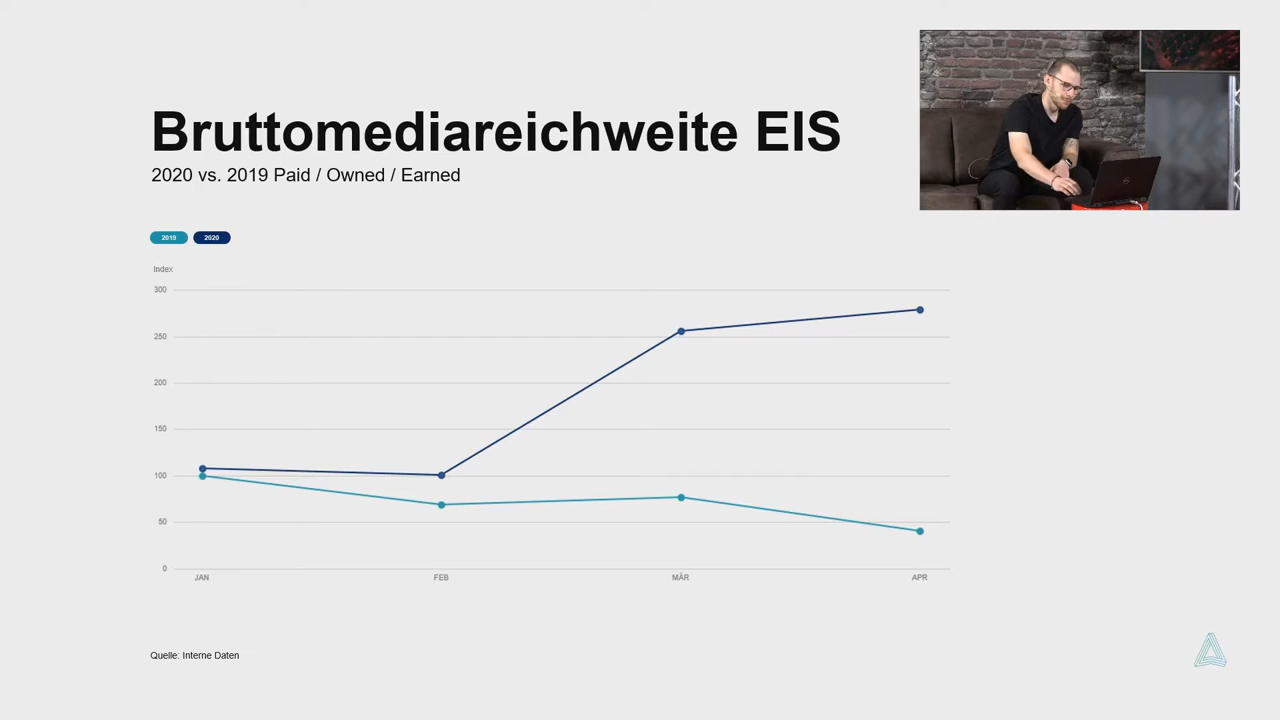 Bruttomediareichweite EIS
2020 vs. 2019 Paid / Owned / Earned
2019 2020
Index
300
250
200
150
100
50
0
JAN FEB MÄR APR
Quelle: Interne Daten